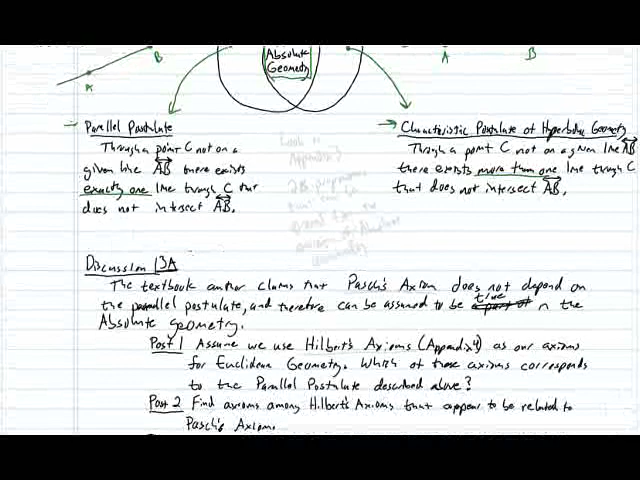 Absolute
Geometry
B
A
A
B
Parallel Postulate
Through a point C not on a
given line AB there exists
exactly one line through C that
does not intersect AB.
Characteristic Postulate of Hyperbolic Geometry
Through a point C not on a given line AB
there exists more than one line through C
that does not intersect AB.
Look in
Appendix
Discussion 13A
The textbook author claims that Pasch's Axiom does not depend on
the parallel postulate, and therefore can be assumed to be true in the
Absolute geometry.
Post 1 Assume we use Hilbert's Axioms (Appendix 4) as our axioms
for Euclidean Geometry. Which of these axioms corresponds
to the Parallel Postulate described above?
Post 2 Find axioms among Hilbert's Axioms that appear to be related to
Pasch's Axiom.